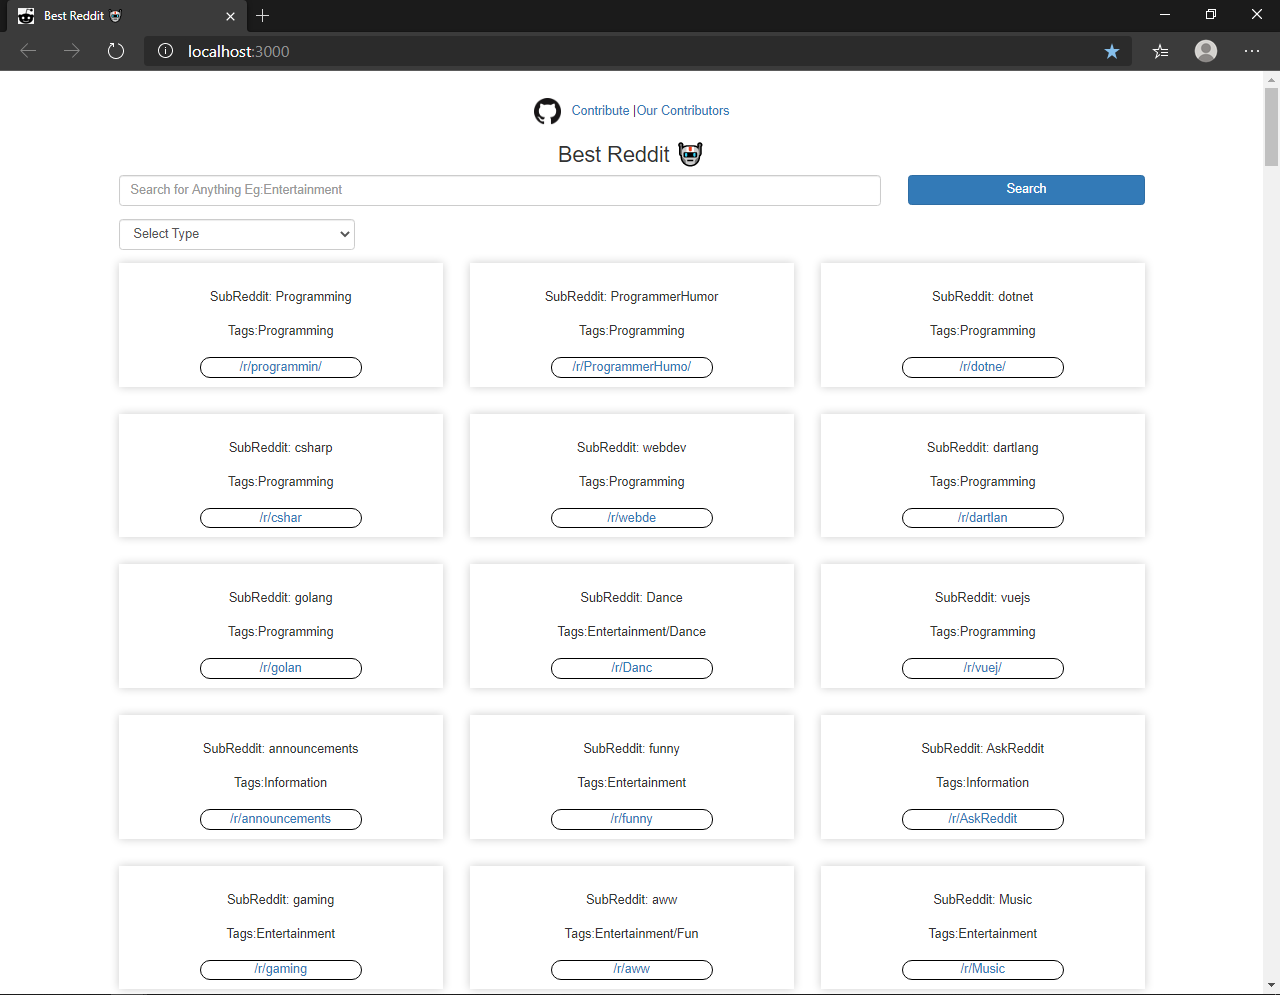 Best Reddit
localhost:3000
Contribute |Our Contributors
Best Reddit
Search for Anything Eg:Entertainment
Search
Select Type
SubReddit: Programming
Tags:Programming
/r/programmin/
SubReddit: ProgrammerHumor
Tags:Programming
/r/ProgrammerHumo/
SubReddit: dotnet
Tags:Programming
/r/dotne/
SubReddit: csharp
Tags:Programming
/r/cshar
SubReddit: webdev
Tags:Programming
/r/webde
SubReddit: dartlang
Tags:Programming
/r/dartlan
SubReddit: golang
Tags:Programming
/r/golan
SubReddit: Dance
Tags:Entertainment/Dance
/r/Danc
SubReddit: vuejs
Tags:Programming
/r/vuej/
SubReddit: announcements
Tags:Information
/r/announcements
SubReddit: funny
Tags:Entertainment
/r/funny
SubReddit: AskReddit
Tags:Information
/r/AskReddit
SubReddit: gaming
Tags:Entertainment
/r/gaming
SubReddit: aww
Tags:Entertainment/Fun
/r/aww
SubReddit: Music
Tags:Entertainment
/r/Music